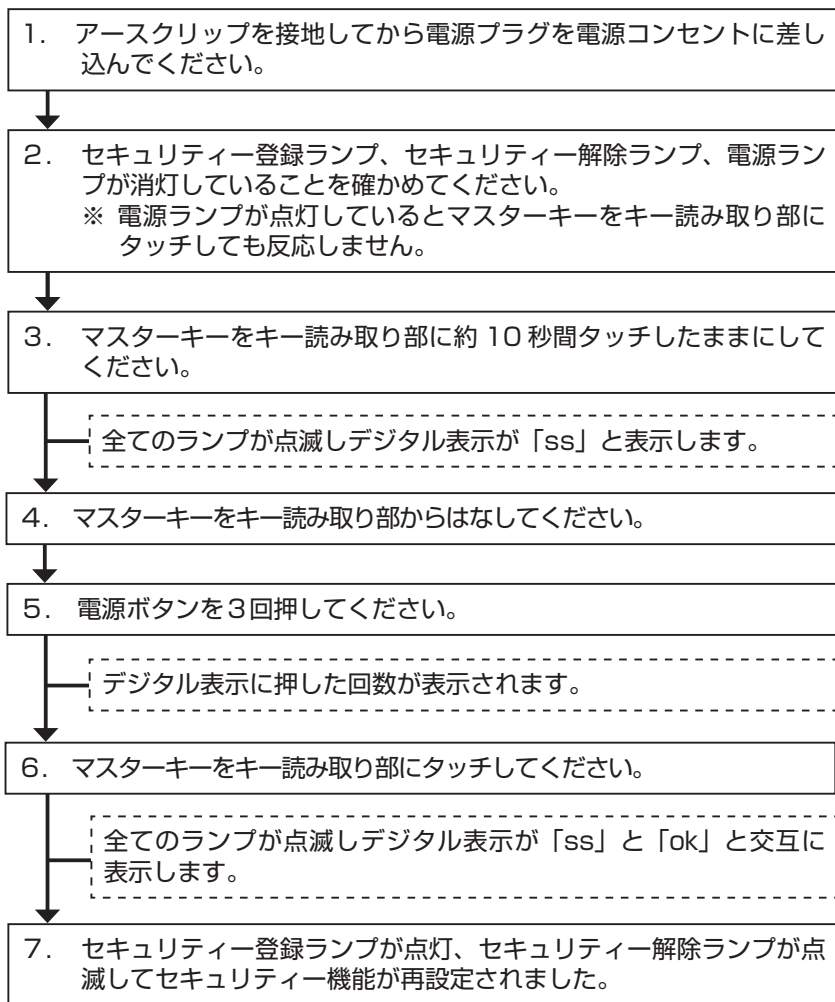 1. アースクリップを接地してから電源プラグを電源コンセントに差し
込んでください。
2. セキュリティー登録ランプ、セキュリティー解除ランプ、電源ラン
プが消灯していることを確かめてください。
※ 電源ランプが点灯しているとマスターキーをキー読み取り部に
タッチしても反応しません。
3. マスターキーをキー読み取り部に約 10 秒間タッチしたままにして
ください。
全てのランプが点滅しデジタル表示が「ss」と表示します。
4. マスターキーをキー読み取り部からはなしてください。
5. 電源ボタンを3回押してください。
デジタル表示に押した回数が表示されます。
6. マスターキーをキー読み取り部にタッチしてください。
全てのランプが点滅しデジタル表示が「ss」と「ok」と交互に
表示します。
7. セキュリティー登録ランプが点灯、セキュリティー解除ランプが点
滅してセキュリティー機能が再設定されました。